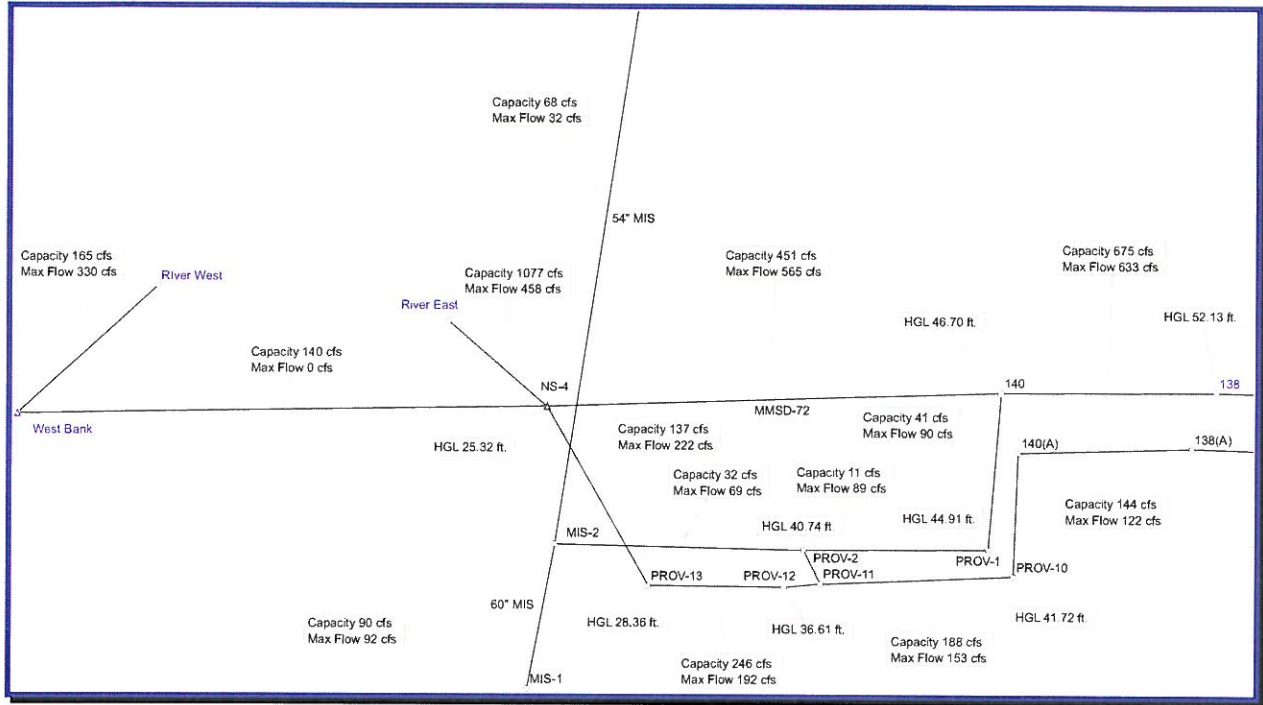 Capacity 68 cfs
Max Flow 32 cfs
54" MIS
Capacity 165 cfs
Max Flow 330 cfs
River West
Capacity 1077 cfs
Max Flow 458 cfs
River East
Capacity 451 cfs
Max Flow 565 cfs
Capacity 675 cfs
Max Flow 633 cfs
HGL 46.70 ft.
HGL 52.13 ft.
Capacity 140 cfs
Max Flow 0 cfs
NS-4
140
138
West Bank
MMSD-72
HGL 25.32 ft.
Capacity 137 cfs
Max Flow 222 cfs
Capacity 41 cfs
Max Flow 90 cfs
140(A)
138(A)
Capacity 32 cfs
Max Flow 69 cfs
Capacity 11 cfs
Max Flow 89 cfs
Capacity 144 cfs
Max Flow 122 cfs
HGL 40.74 ft.
HGL 44.91 ft.
MIS-2
PROV-2
PROV-1
PROV-10
PROV-13
PROV-12
PROV-11
60" MIS
Capacity 90 cfs
Max Flow 92 cfs
HGL 28.36 ft.
HGL 36.61 ft.
HGL 41.72 ft.
Capacity 188 cfs
Max Flow 153 cfs
Capacity 246 cfs
Max Flow 192 cfs
MIS-1